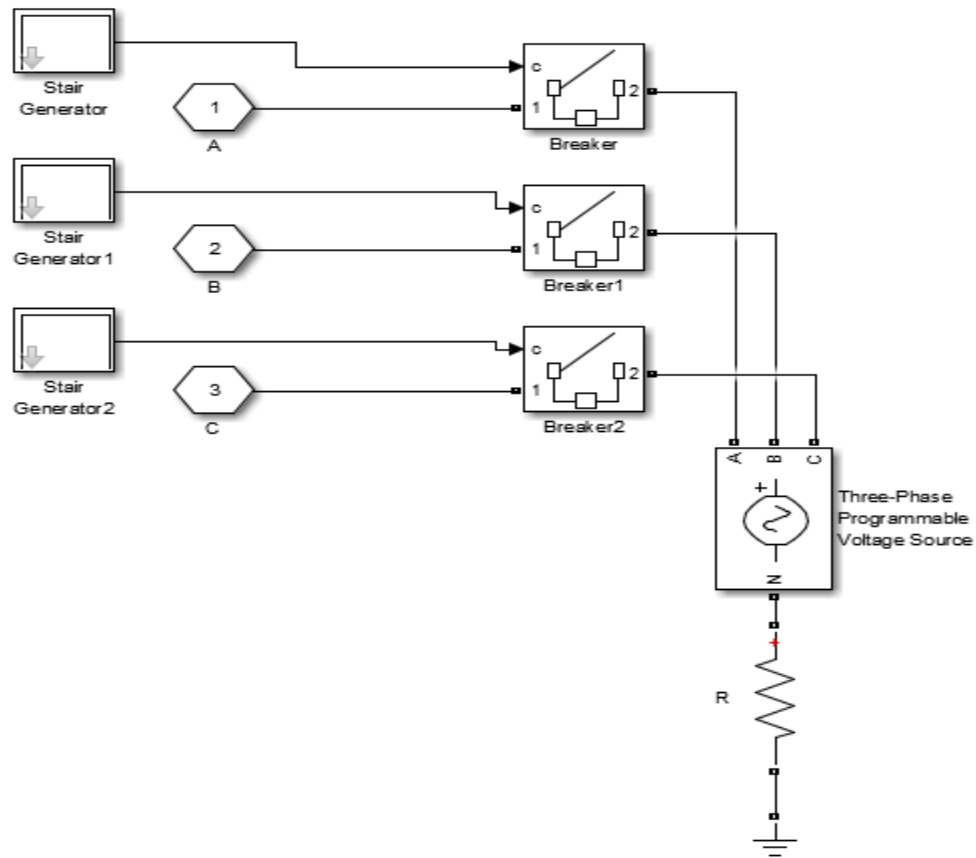 Stair
Generator
1
A
c
1
2
Breaker
Stair
Generator1
2
B
c
1
2
Breaker1
Stair
Generator2
3
C
c
1
2
Breaker2
A
B
C
+
N
Three-Phase
Programmable
Voltage Source
+
R